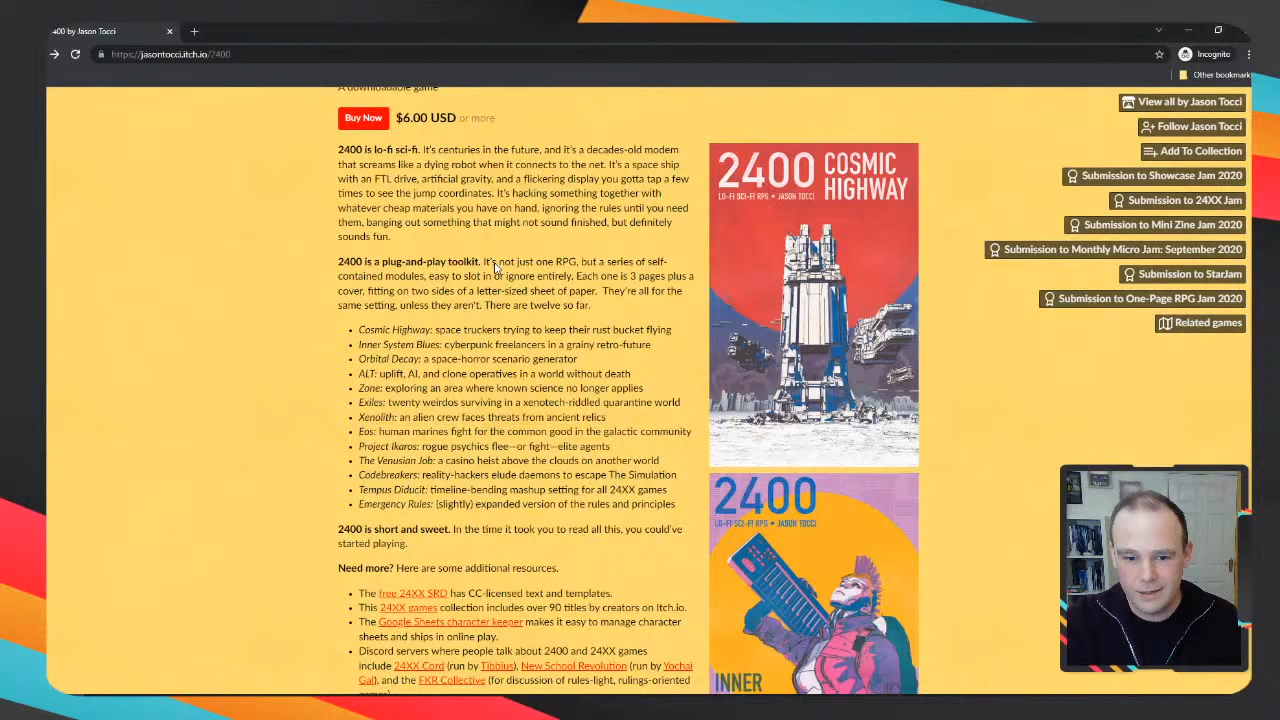 400 by Jason Tocci
https://jasontocci.itch.io/2400
Incognito
Other bookmark
A downloadable game
Buy Now $6.00 USD or more
2400 is lo-fi sci-fi. It's centuries in the future, and it's a decades-old modem
that screams like a dying robot when it connects to the net. It's a space ship
with an FTL drive, artificial gravity, and a flickering display you gotta tap a few
times to see the jump coordinates. It's hacking something together with
whatever cheap materials you have on hand, ignoring the rules until you need
them, banging out something that might not sound finished, but definitely
sounds fun.
2400 is a plug-and-play toolkit. It's not just one RPG, but a series of self-
contained modules, easy to slot in or ignore entirely. Each one is 3 pages plus a
cover, fitting on two sides of a letter-sized sheet of paper. They're all for the
same setting, unless they aren't. There are twelve so far.
• Cosmic Highway: space truckers trying to keep their rust bucket flying
• Inner System Blues: cyberpunk freelancers in a grainy retro-future
• Orbital Decay: a space-horror scenario generator
• ALT: uplift, AI, and clone operatives in a world without death
• Zone: exploring an area where known science no longer applies
• Exiles: twenty weirdos surviving in a xenotech-riddled quarantine world
• Xenolith: an alien crew faces threats from ancient relics
• Eos: human marines fight for the common good in the galactic community
• Project Ikaros: rogue psychics flee—or fight—elite agents
• The Venusian Job: a casino heist above the clouds on another world
• Codebreakers: reality-hackers elude daemons to escape The Simulation
• Tempus Diducit: timeline-bending mashup setting for all 24XX games
• Emergency Rules: (slightly) expanded version of the rules and principles
2400 is short and sweet. In the time it took you to read all this, you could've
started playing.
Need more? Here are some additional resources.
• The free 24XX SRD has CC-licensed text and templates.
• This 24XX games collection includes over 90 titles by creators on Itch.io.
• The Google Sheets character keeper makes it easy to manage character
sheets and ships in online play.
• Discord servers where people talk about 2400 and 24XX games
include 24XX Cord (run by Tibbius), New School Revolution (run by Yochai
Gal), and the FKR Collective (for discussion of rules-light, rulings-oriented
games)
2400 COSMIC
HIGHWAY
LO-FI SCI-FI RPG • JASON TOCCI
2400
LO-FI SCI-FI RPG • JASON TOCCI
INNER
View all by Jason Tocci
Follow Jason Tocci
Add To Collection
Submission to Showcase Jam 2020
Submission to 24XX Jam
Submission to Mini Zine Jam 2020
Submission to Monthly Micro Jam: September 2020
Submission to StarJam
Submission to One-Page RPG Jam 2020
Related games